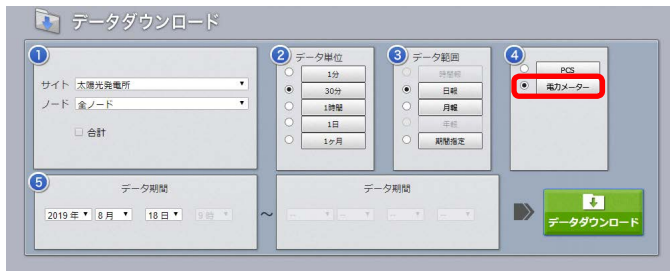 データダウンロード
1
サイト 太陽光発電所
ノード 全ノード
合計
2 データ単位
1分
30分
1時間
1日
1ヶ月
3 データ範囲
時間報
日報
月報
年報
期間指定
4
PCS
電力メーター
5 データ期間
2019 年 8 月 18 日 9 時
～
データ期間
-- -- -- --
データダウンロード